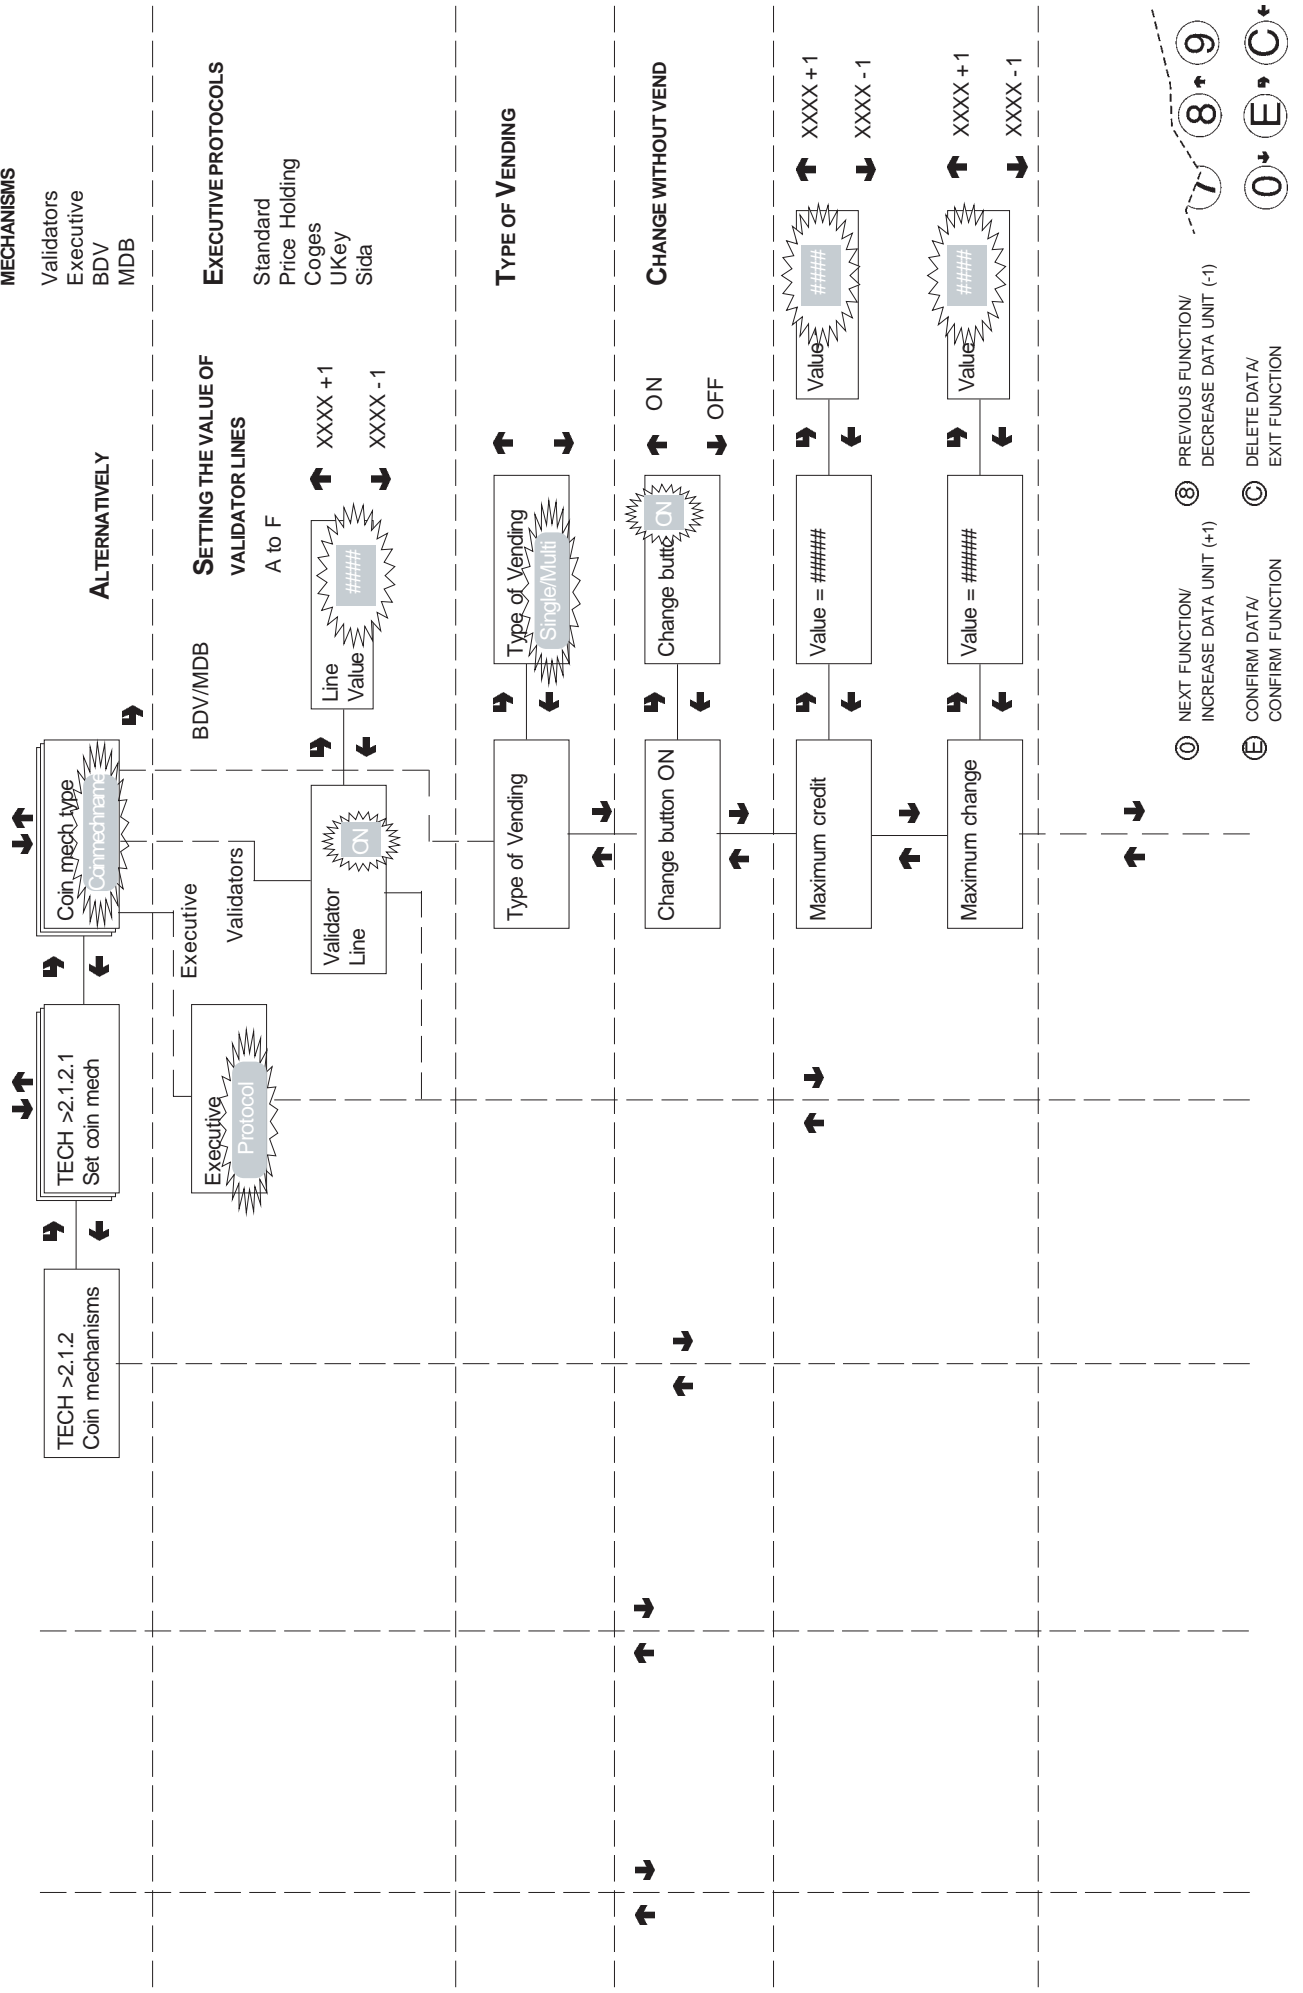 MECHANISMS
Validators
Executive
BDV
MDB
ALTERNATIVELY
Coin mech type
Coinmechname
TECH >2.1.2.1
Set coin mech
TECH >2.1.2
Coin mechanisms
EXECUTIVE PROTOCOLS
Standard
Price Holding
Coges
UKey
Sida
SETTING THE VALUE OF
VALIDATOR LINES
A to F
XXXX +1
XXXX -1
BDV/MDB
Line
Value
####
Executive
Validators
Validator
Line
ON
Executive
Protocol
TYPE OF VENDING
Type of Vending
Single/Multi
Type of Vending
CHANGE WITHOUT VEND
ON
OFF
Change butto
ON
Change button ON
XXXX +1
XXXX -1
Value
####
Value = #####
Maximum credit
XXXX +1
XXXX -1
Value
####
Value = #####
Maximum change
7 8 9
0 E C
0 NEXT FUNCTION/
INCREASE DATA UNIT (+1)
8 PREVIOUS FUNCTION/
DECREASE DATA UNIT (-1)
E CONFIRM DATA/
CONFIRM FUNCTION
C DELETE DATA/
EXIT FUNCTION